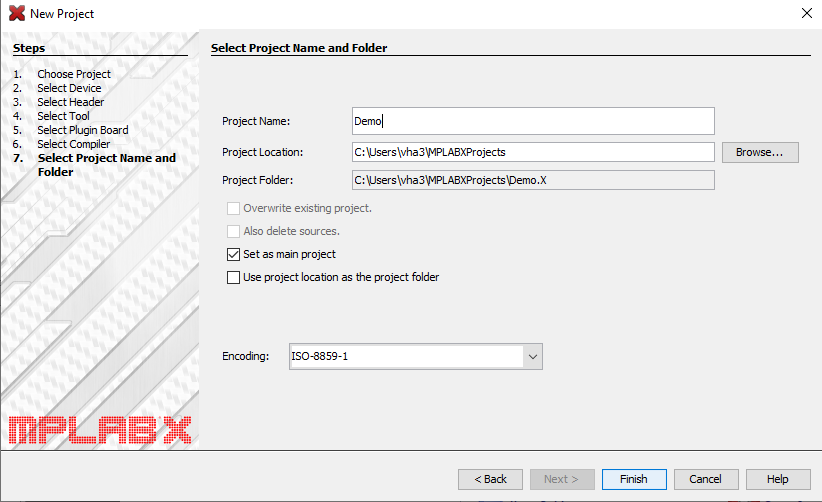 New Project
Steps
1. Choose Project
2. Select Device
3. Select Header
4. Select Tool
5. Select Plugin Board
6. Select Compiler
7. Select Project Name and
Folder
Select Project Name and Folder
Project Name: Demo
Project Location: C:\Users\vha3\MPLABXProjects Browse...
Project Folder: C:\Users\vha3\MPLABXProjects\Demo.X
Overwrite existing project.
Also delete sources.
Set as main project
Use project location as the project folder
Encoding: ISO-8859-1
MPLAB X
< Back Next > Finish Cancel Help